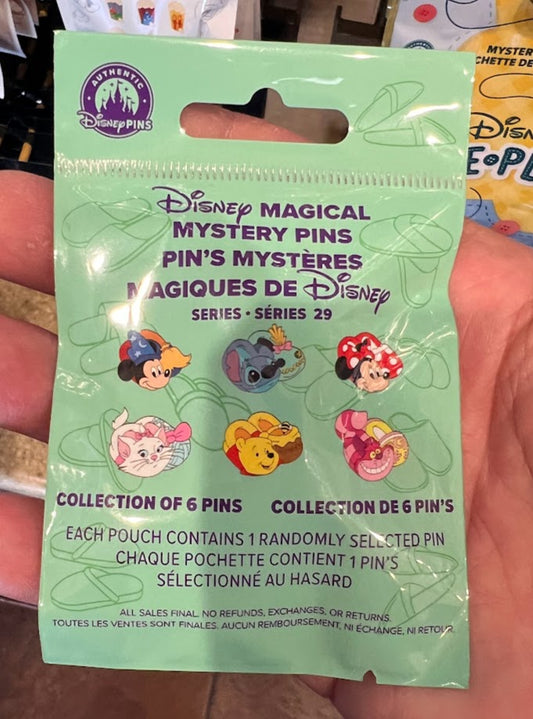 AUTHENTIC
Disney PINS
Disney MAGICAL
MYSTERY PINS
PIN'S MYSTÈRES
MAGIQUES DE Disney
SERIES • SÉRIES 29
COLLECTION OF 6 PINS
COLLECTION DE 6 PIN'S
EACH POUCH CONTAINS 1 RANDOMLY SELECTED PIN
CHAQUE POCHETTE CONTIENT 1 PIN'S
SÉLECTIONNÉ AU HASARD
ALL SALES FINAL. NO REFUNDS, EXCHANGES, OR RETURNS.
TOUTES LES VENTES SONT FINALES. AUCUN REMBOURSEMENT, NI ÉCHANGE, NI RETOUR.
MYSTER
CHETTE DE
Disn